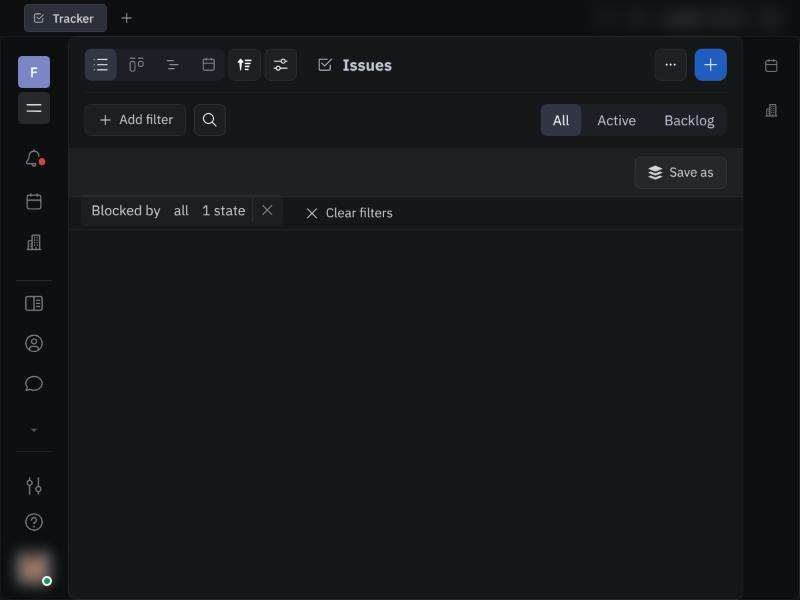 Tracker
F
Issues
Add filter
All
Active
Backlog
Save as
Blocked by all 1 state
Clear filters